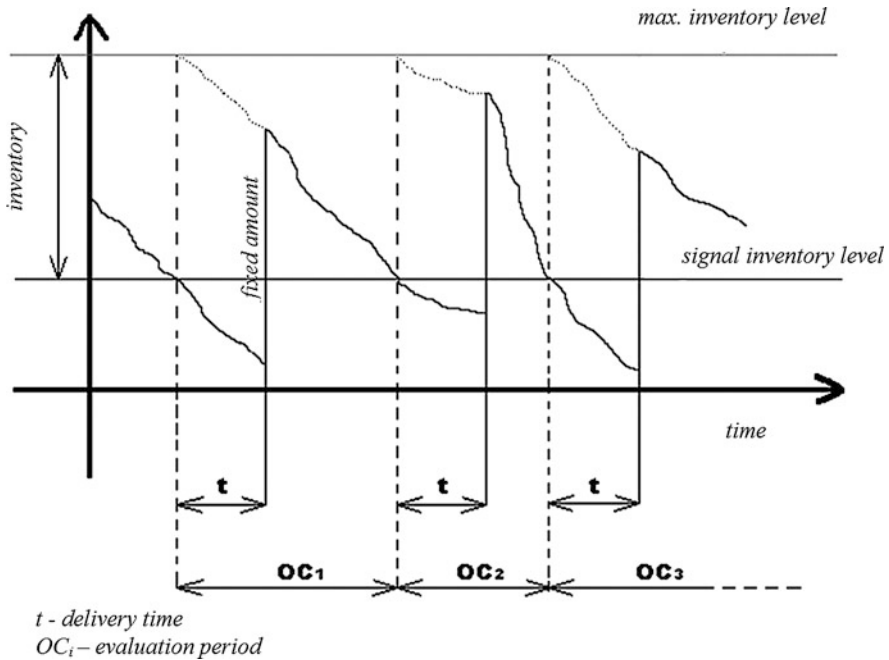 max. inventory level
inventory
fixed amount
signal inventory level
time
t
t
t
OC₁
OC₂
OC₃
t - delivery time
OCᵢ – evaluation period